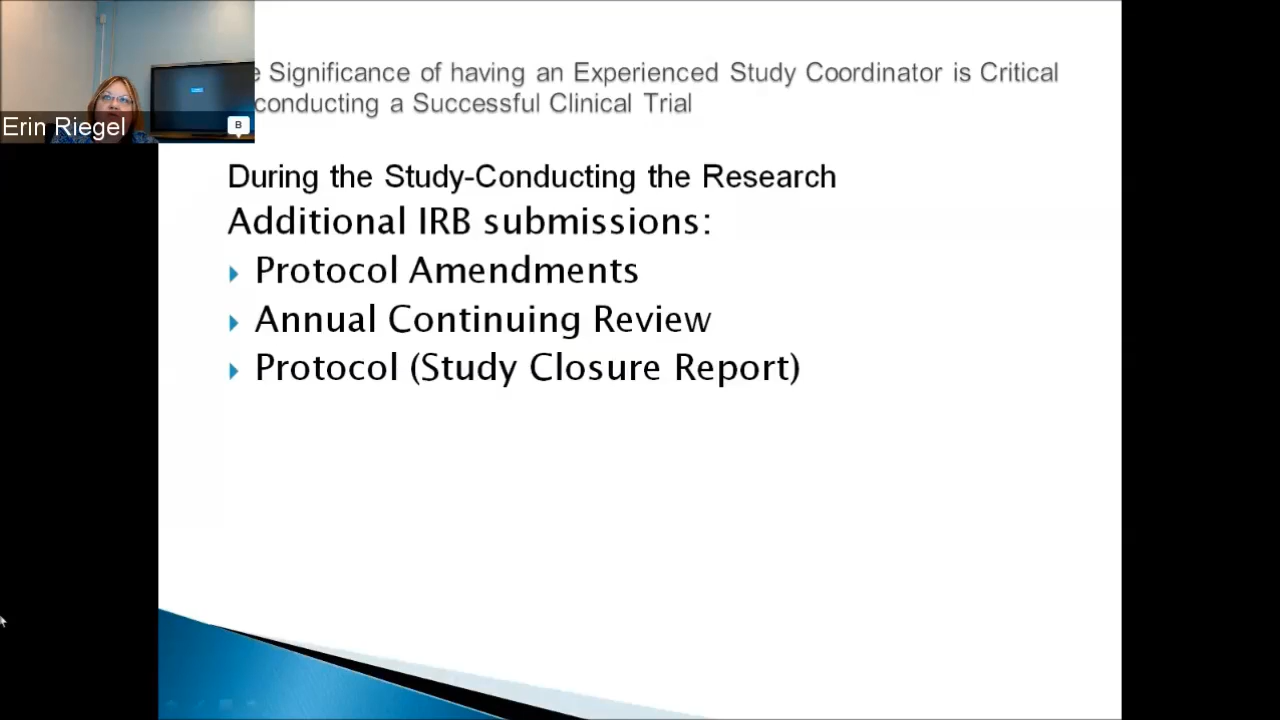 Significance of having an Experienced Study Coordinator is Critical
conducting a Successful Clinical Trial
Erin Riegel
B
During the Study-Conducting the Research
Additional IRB submissions:
Protocol Amendments
Annual Continuing Review
Protocol (Study Closure Report)